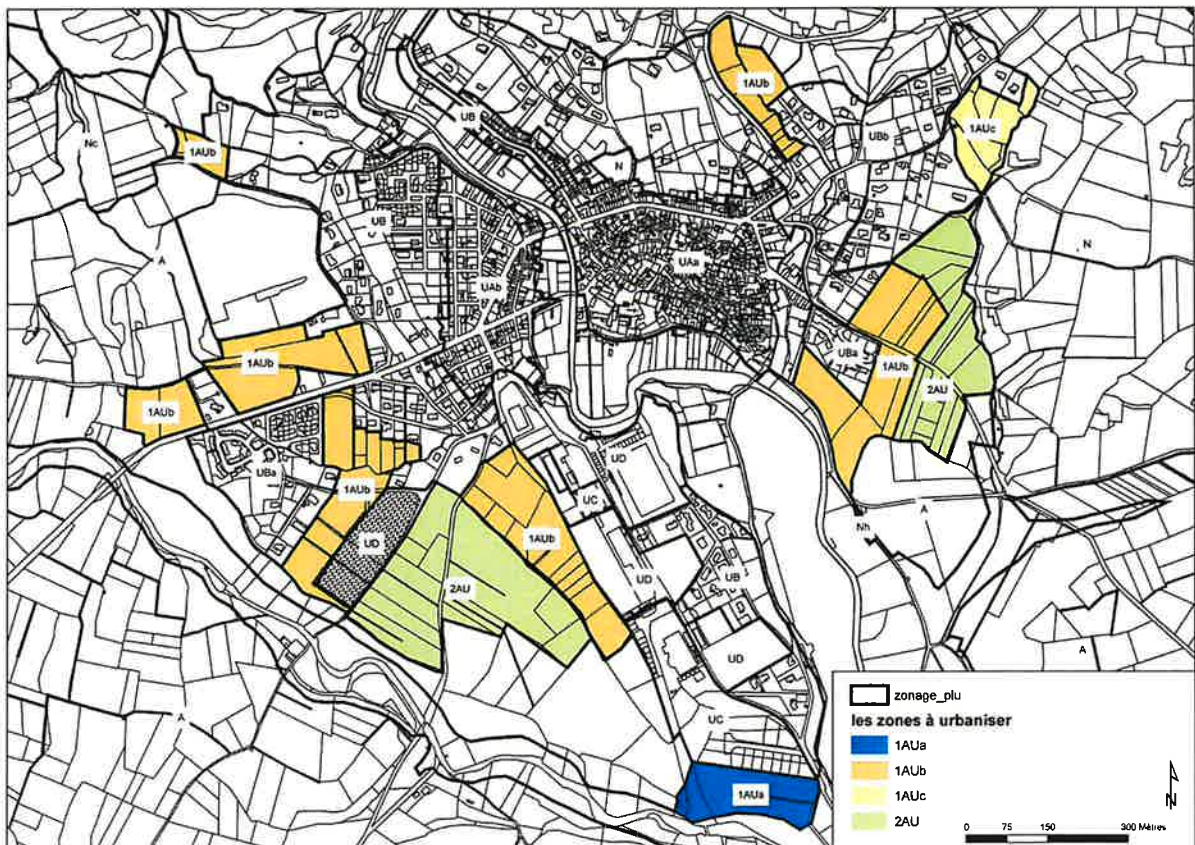 1AUb
UB
UBb
1AUc
Nc
1AUb
N
UB
A
N
UAa
UAb
1AUb
UBa
1AUb
2AU
1AUb
UBa
1AUb
UD
UC
UD
1AUb
Nh
A
2AU
UD
UB
UD
A
A
UC
1AUa
zonage_plu
les zones à urbaniser
1AUa
1AUb
1AUc
2AU
N
0 75 150 300 Mètres